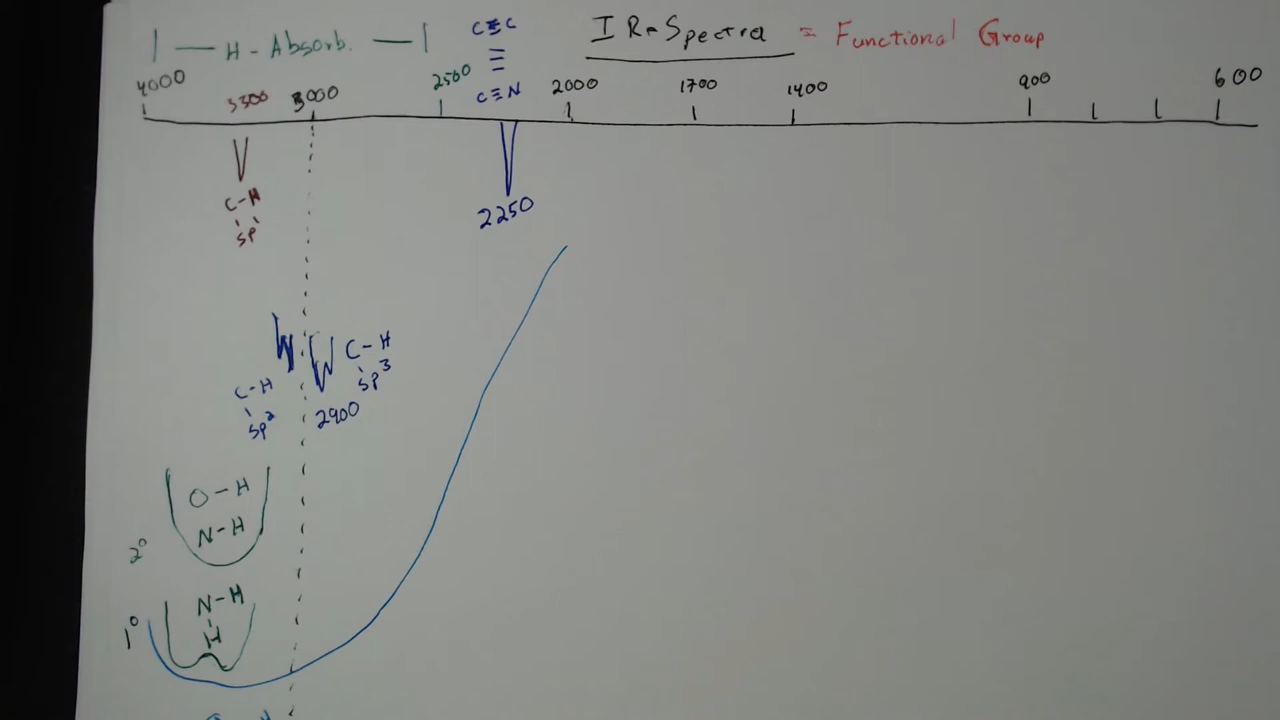 IR-Spectra = Functional Group
H-Absorb.
C≡C
≡
C≡N
4000 3300 3000 2500 2000 1700 1400 900 600
C-H
sp
2250
C-H
sp²
C-H
sp³
2900
O-H
2° N-H
1° N-H
H